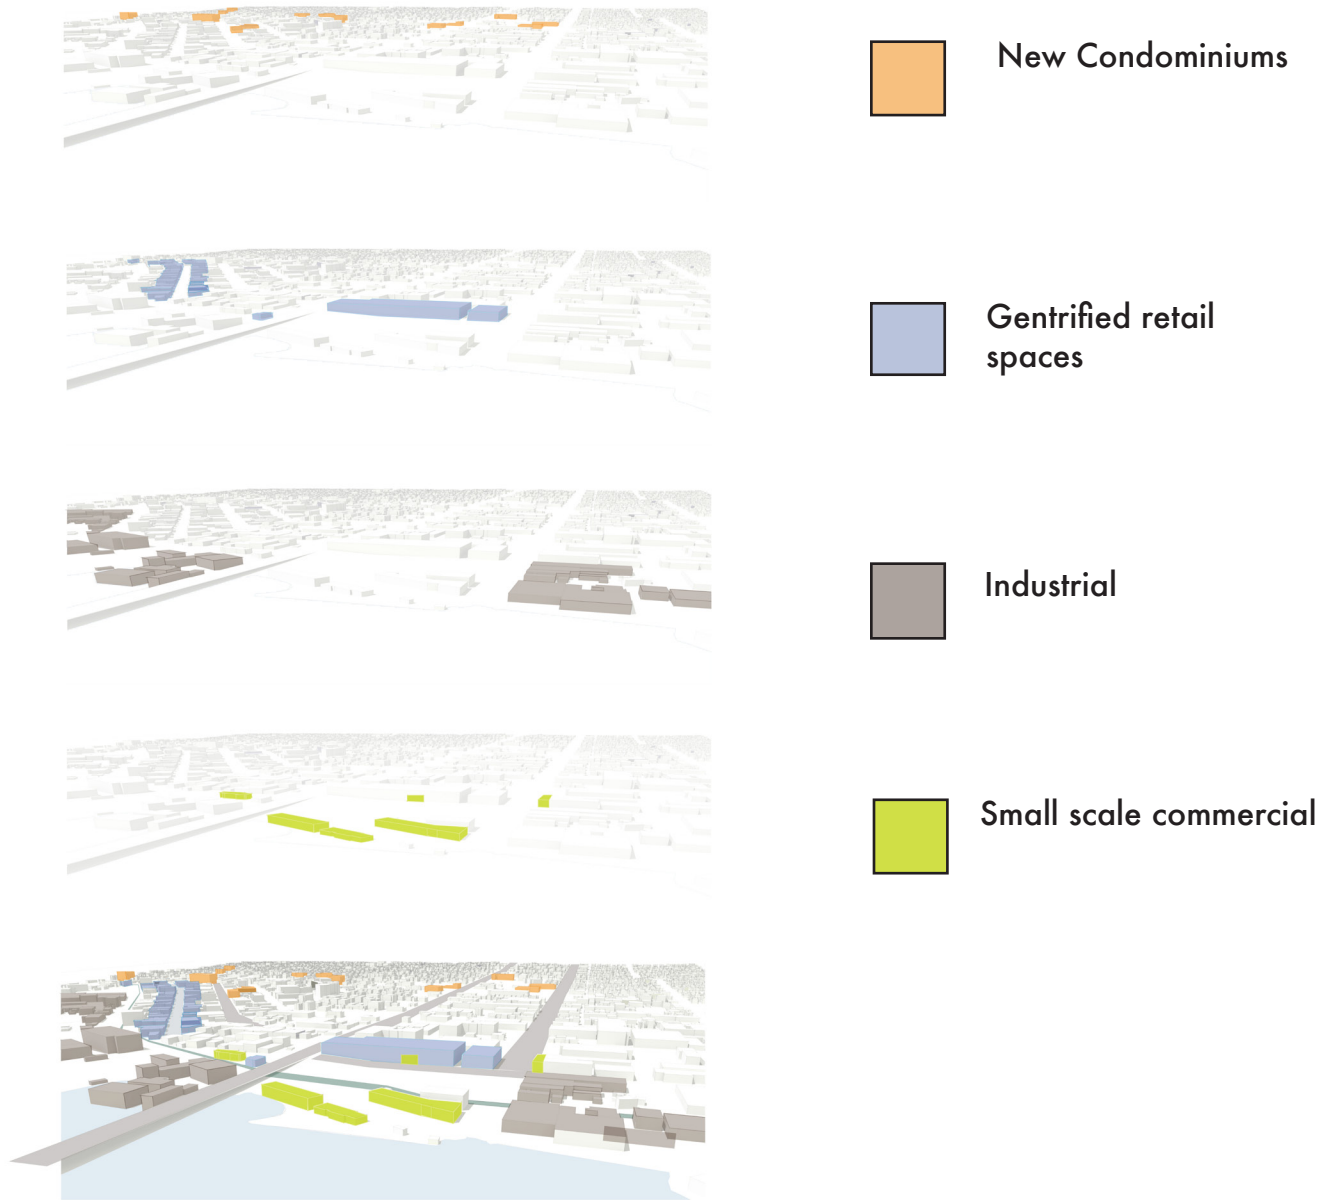 New Condominiums
Gentrified retail
spaces
Industrial
Small scale commercial